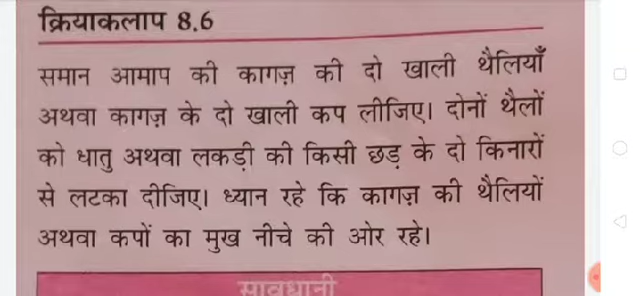 क्रियाकलाप 8.6
समान आमाप की कागज़ की दो खाली थैलियाँ
अथवा कागज़ के दो खाली कप लीजिए। दोनों थैलों
को धातु अथवा लकड़ी की किसी छड़ के दो किनारों
से लटका दीजिए। ध्यान रहे कि कागज़ की थैलियों
अथवा कपों का मुख नीचे की ओर रहे।
सावधानी